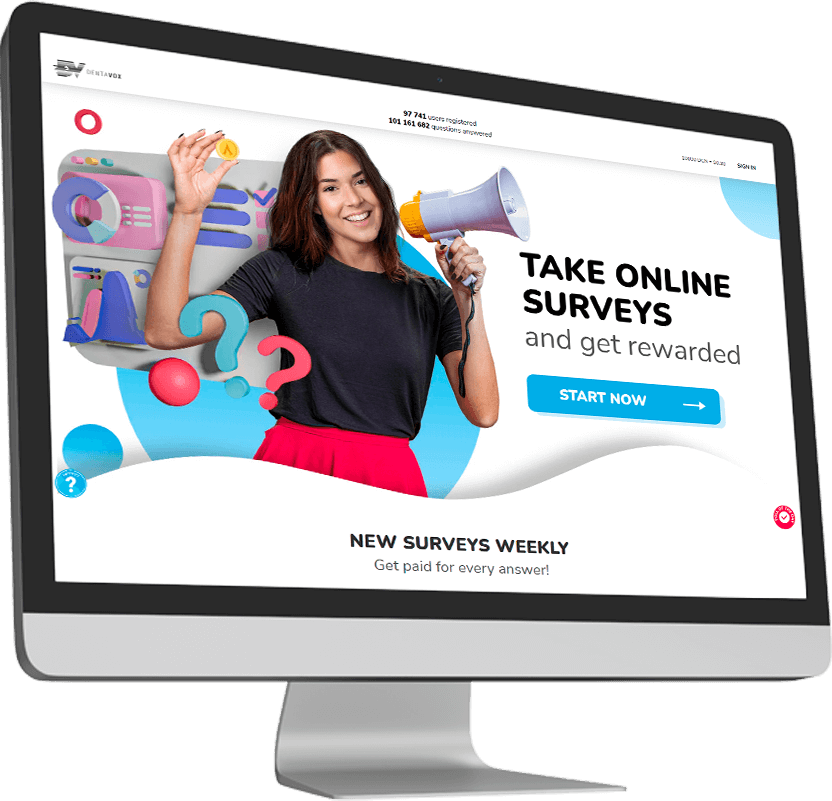 DENTAVOX
97 741 users registered
101 161 682 questions answered
SIGN IN
TAKE ONLINE
SURVEYS
and get rewarded
START NOW
?
NEW SURVEYS WEEKLY
Get paid for every answer!